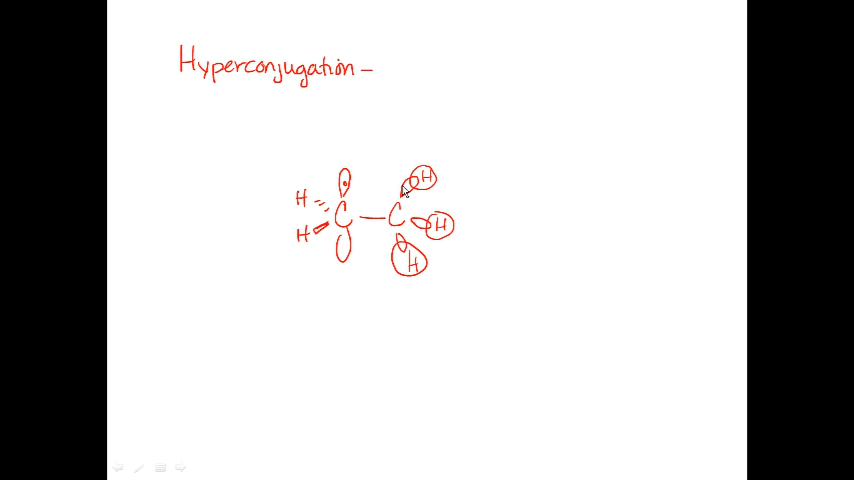 Hyperconjugation –
H H
H C — C H
H